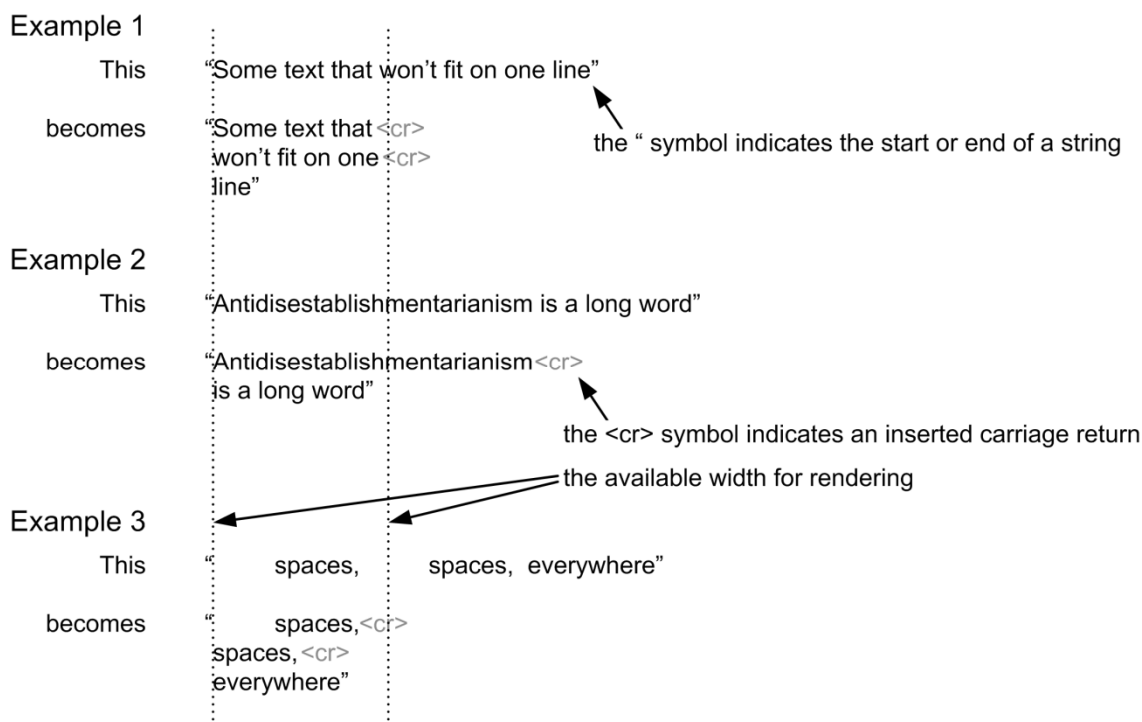 Example 1
This “Some text that won’t fit on one line”
becomes “Some text that <cr>
the “ symbol indicates the start or end of a string
won’t fit on one <cr>
line”
Example 2
This “Antidisestablishmentarianism is a long word”
becomes “Antidisestablishmentarianism<cr>
is a long word”
the <cr> symbol indicates an inserted carriage return
the available width for rendering
Example 3
This “ spaces, spaces, everywhere”
becomes “ spaces,<cr>
spaces, <cr>
everywhere”